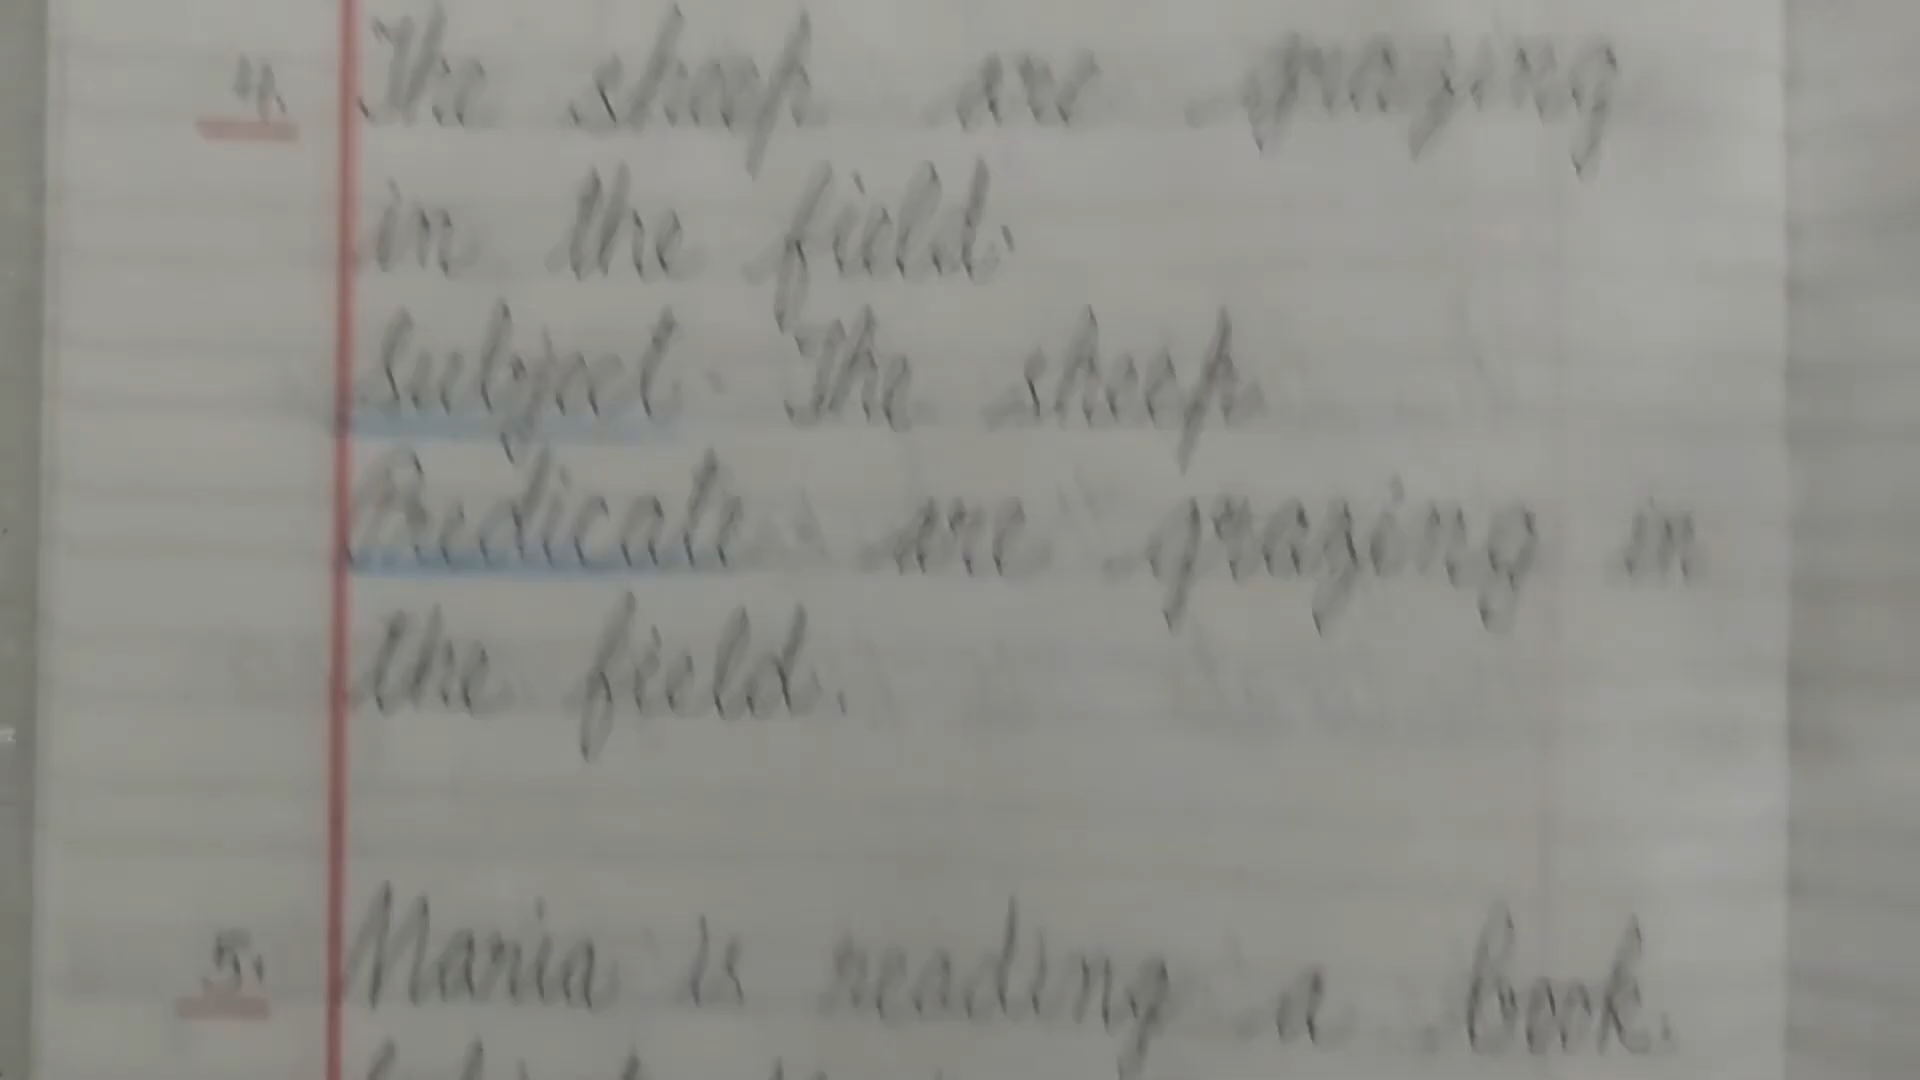 4. The sheep are grazing
in the field.
Subject. The sheep
Predicate are grazing in
the field.
5. Maria is reading a book.